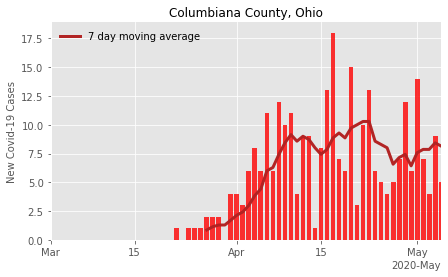 Columbiana County, Ohio
7 day moving average
New Covid-19 Cases
17.5
15.0
12.5
10.0
7.5
5.0
2.5
0.0
Mar 15 Apr 15 May
2020-May